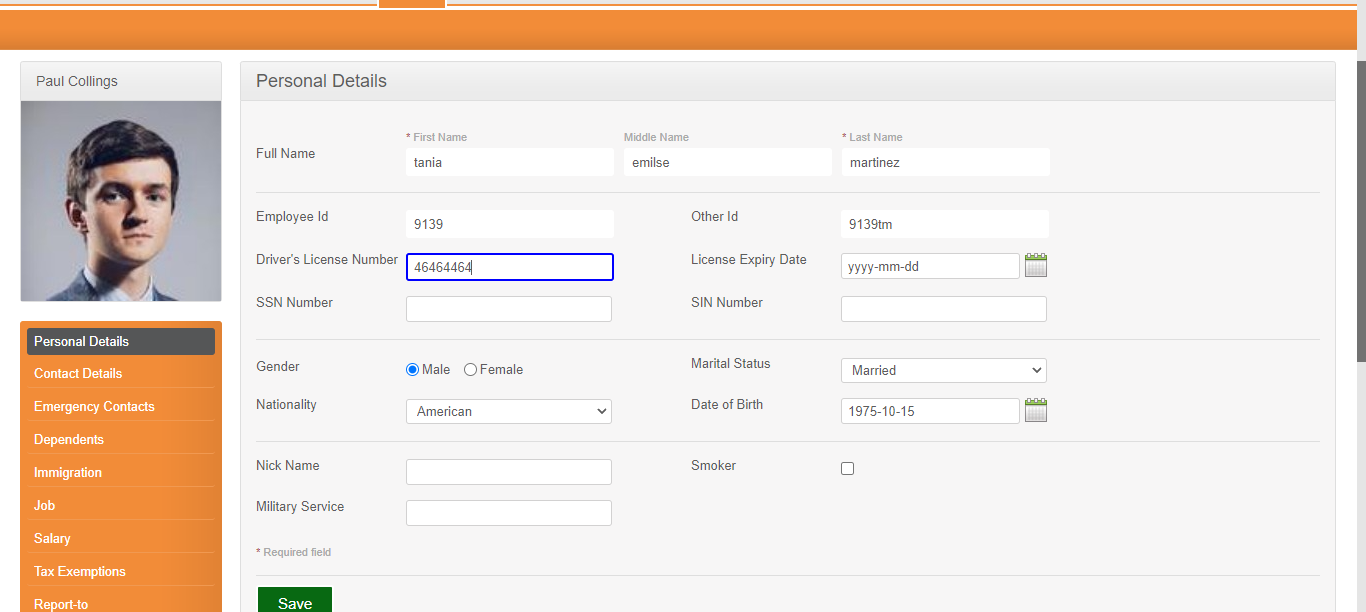 Paul Collings
Personal Details
Contact Details
Emergency Contacts
Dependents
Immigration
Job
Salary
Tax Exemptions
Report-to
Personal Details
* First Name Middle Name * Last Name
Full Name tania emilse martinez
Employee Id 9139 Other Id 9139tm
Driver's License Number 46464464 License Expiry Date yyyy-mm-dd
SSN Number SIN Number
Gender Male Female Marital Status Married
Nationality American Date of Birth 1975-10-15
Nick Name Smoker
Military Service
* Required field
Save